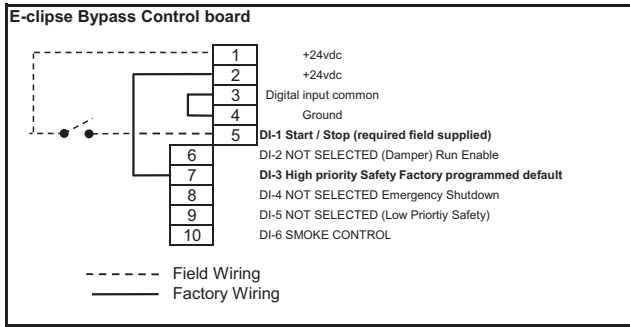 E-clipse Bypass Control board
1 +24vdc
2 +24vdc
3 Digital input common
4 Ground
5 DI-1 Start / Stop (required field supplied)
6 DI-2 NOT SELECTED (Damper) Run Enable
7 DI-3 High priority Safety Factory programmed default
8 DI-4 NOT SELECTED Emergency Shutdown
9 DI-5 NOT SELECTED (Low Priortiy Safety)
10 DI-6 SMOKE CONTROL
Field Wiring
Factory Wiring